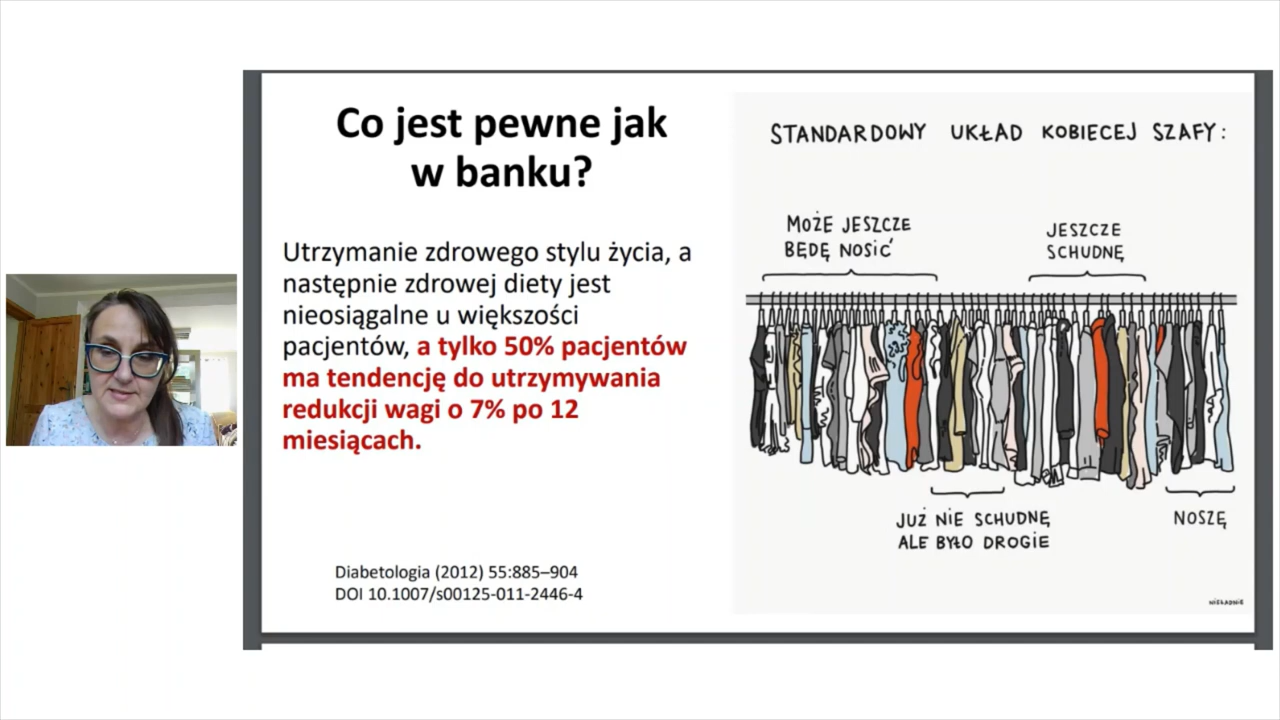 Co jest pewne jak
w banku?
Utrzymanie zdrowego stylu życia, a
następnie zdrowej diety jest
nieosiągalne u większości
pacjentów, a tylko 50% pacjentów
ma tendencję do utrzymywania
redukcji wagi o 7% po 12
miesiącach.
Diabetologia (2012) 55:885–904
DOI 10.1007/s00125-011-2446-4
STANDARDOWY UKŁAD KOBIECEJ SZAFY:
MOŻE JESZCZE
BĘDĘ NOSIĆ
JESZCZE
SCHUDNĘ
JUŻ NIE SCHUDNĘ
ALE BYŁO DROGIE
NOSZĘ